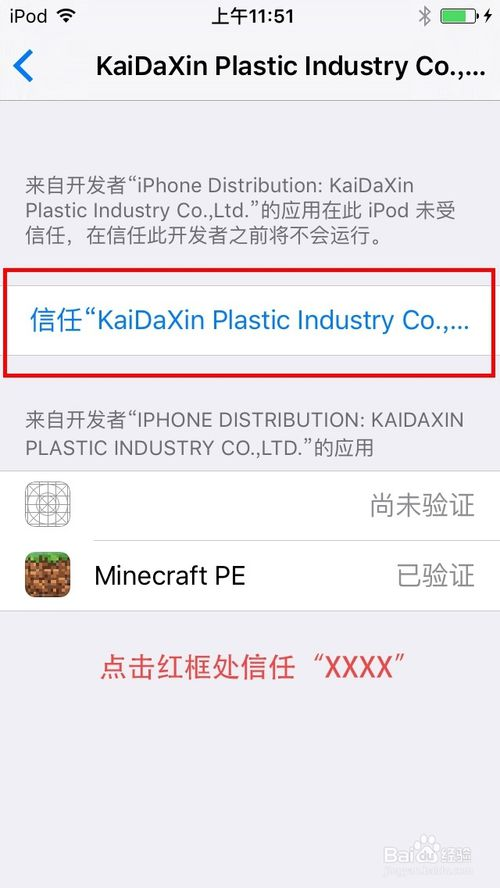 iPod 上午11:51
KaiDaXin Plastic Industry Co.,...
来自开发者“iPhone Distribution: KaiDaXin
Plastic Industry Co.,Ltd.”的应用在此 iPod 未受
信任，在信任此开发者之前将不会运行。
信任“KaiDaXin Plastic Industry Co.,...
来自开发者“IPHONE DISTRIBUTION: KAIDAXIN
PLASTIC INDUSTRY CO.,LTD.”的应用
尚未验证
Minecraft PE 已验证
点击红框处信任“XXXX”
Baidu 经验
jingyan.baidu.com